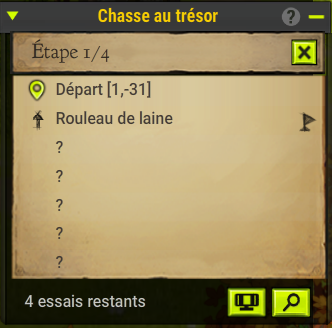 Chasse au trésor
?
Étape 1/4
Départ [1,-31]
Rouleau de laine
?
?
?
?
?
4 essais restants